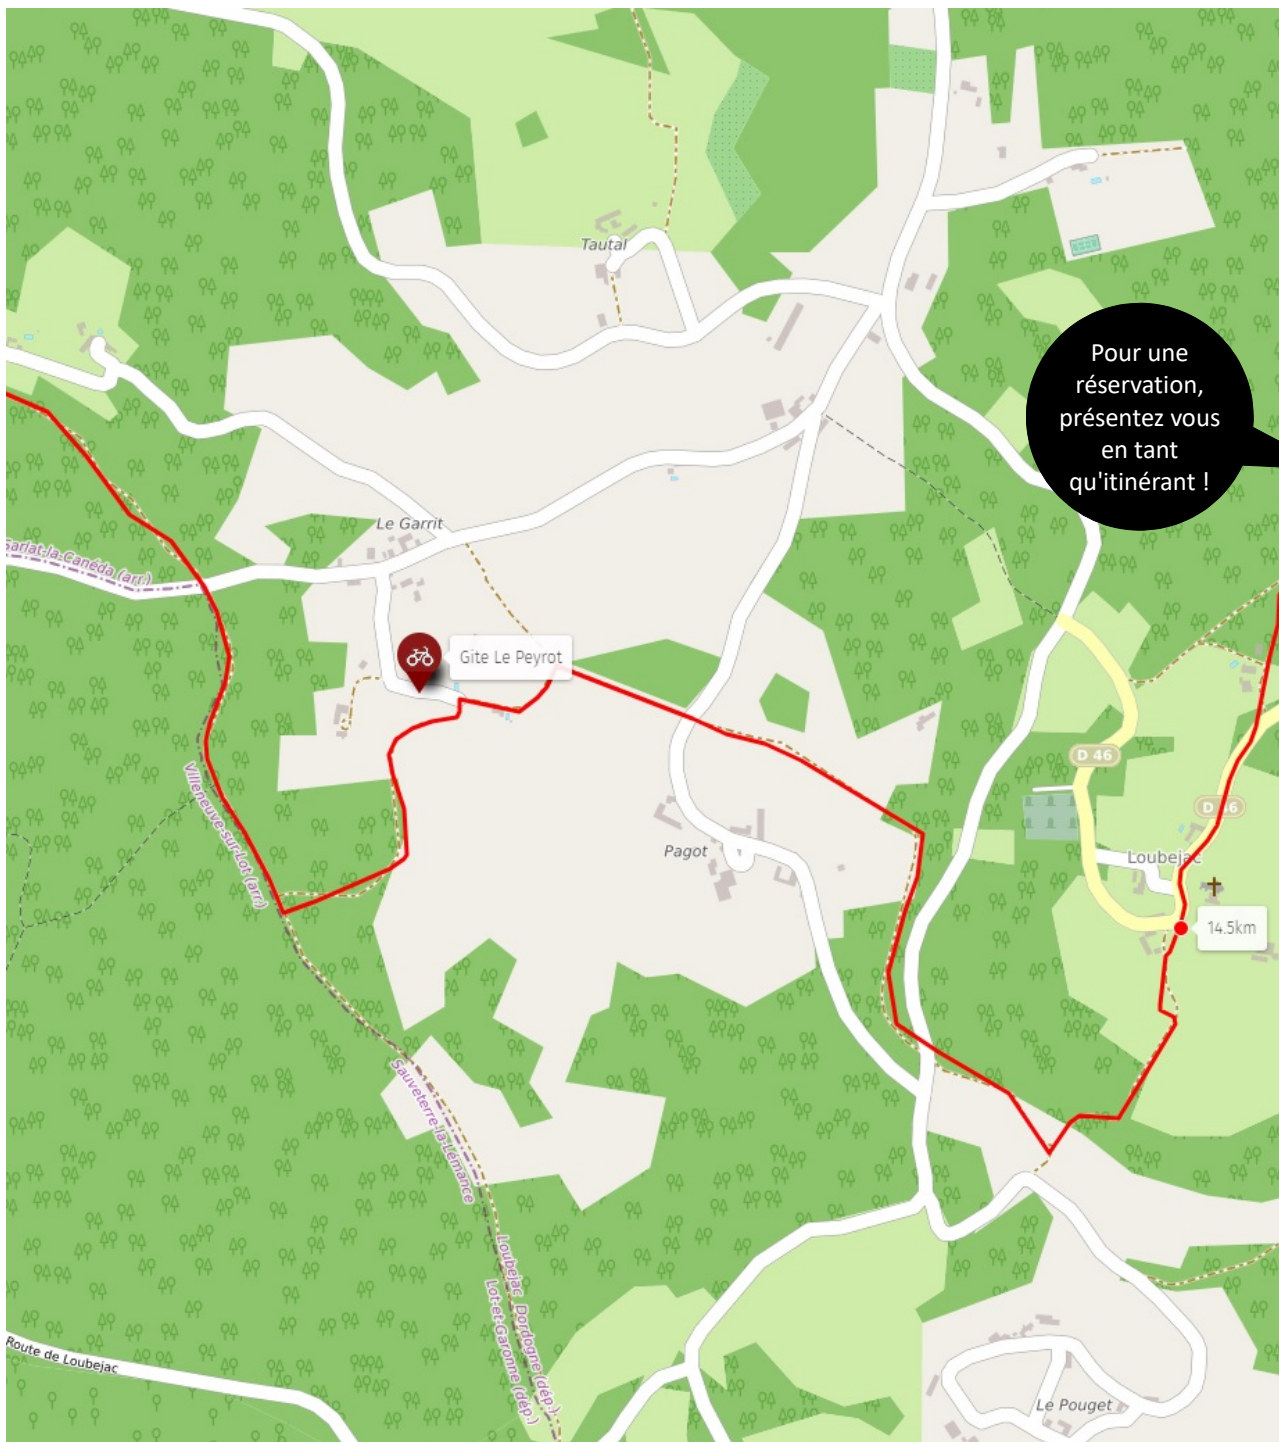 Tautal
Pour une
réservation,
présentez vous
en tant
qu'itinérant !
Le Garrit
Sarlat-la-Canéda (arr.)
Gite Le Peyrot
D 46
Villeneuve-sur-Lot (arr.)
D 46
Pagot
Loubejac
14.5km
Sauveterre-la-Lémance
Loubejac Dordogne (dép.)
Lot-et-Garonne (dép.)
Route de Loubejac
Le Pouget